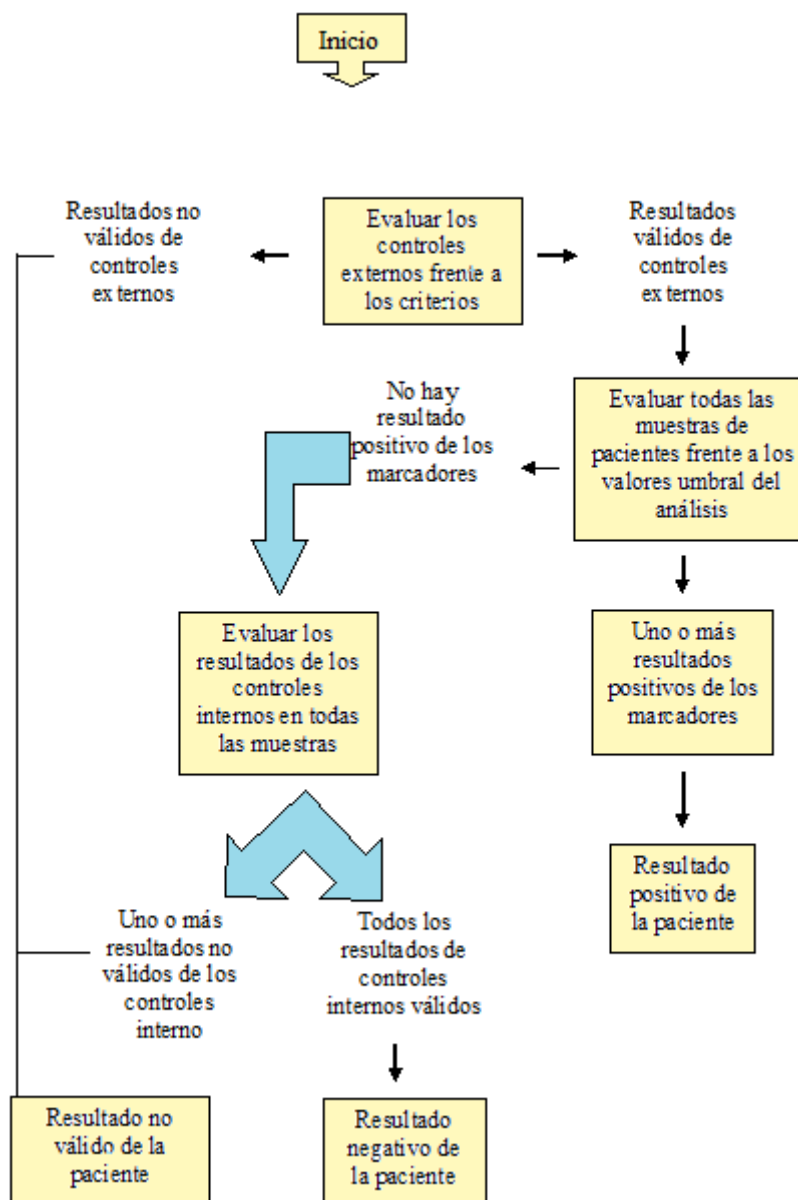 Inicio
Resultados no
válidos de
controles
externos
Evaluar los
controles
externos frente a
los criterios
Resultados
válidos de
controles
externos
No hay
resultado
positivo de los
marcadores
Evaluar todas las
muestras de
pacientes frente a los
valores umbral del
análisis
Evaluar los
resultados de los
controles
internos en todas
las muestras
Uno o más
resultados
positivos de los
marcadores
Resultado
positivo de
la paciente
Uno o más
resultados no
válidos de los
controles
interno
Todos los
resultados de
controles
internos válidos
Resultado no
válido de la
paciente
Resultado
negativo de
la paciente